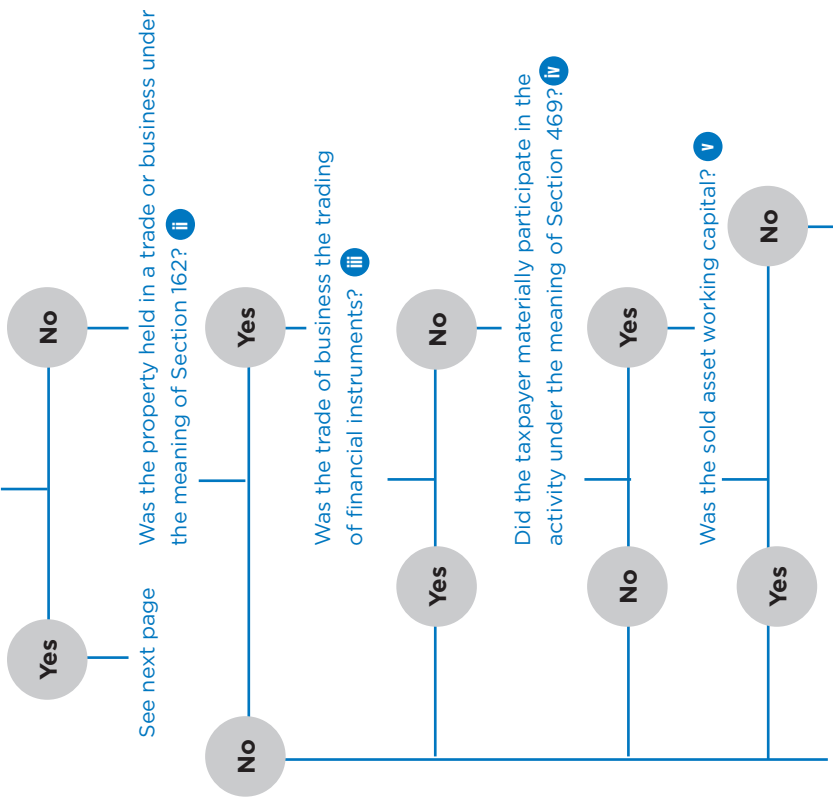 Yes
No
See next page
Was the property held in a trade or business under
the meaning of Section 162? ii
No
Yes
Was the trade of business the trading
of financial instruments? iii
Yes
No
Did the taxpayer materially participate in the
activity under the meaning of Section 469? iv
No
Yes
Was the sold asset working capital? v
Yes
No